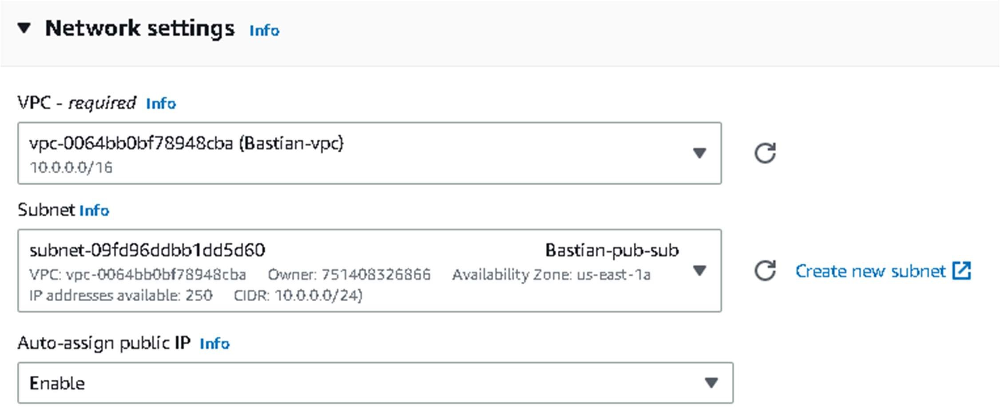 Network settings Info
VPC - required Info
vpc-0064bb0bf78948cba (Bastian-vpc)
10.0.0.0/16
Subnet Info
subnet-09fd96ddbb1dd5d60 Bastian-pub-sub
VPC: vpc-0064bb0bf78948cba Owner: 751408326866 Availability Zone: us-east-1a
IP addresses available: 250 CIDR: 10.0.0.0/24)
Create new subnet
Auto-assign public IP Info
Enable